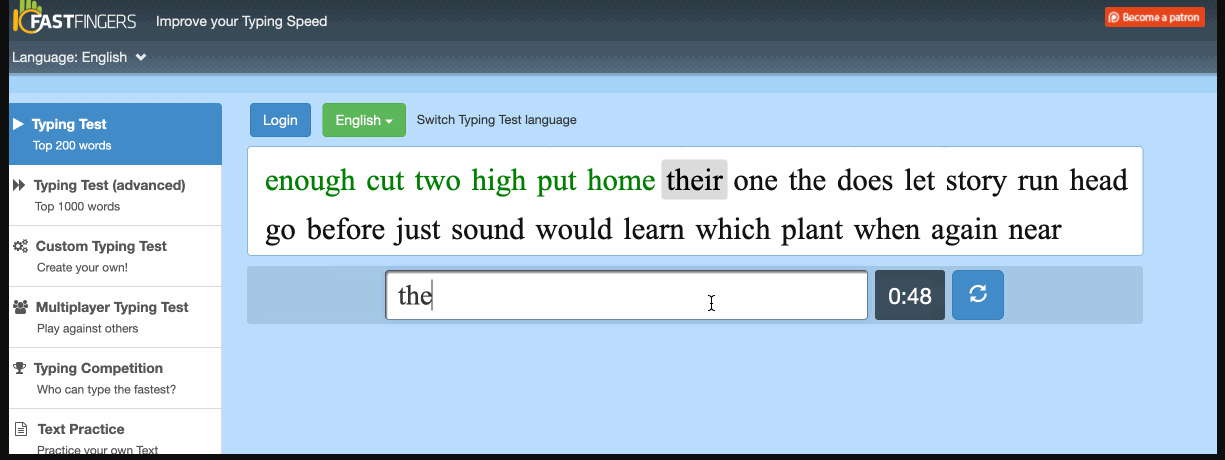 10FASTFINGERS Improve your Typing Speed
Become a patron
Language: English
Typing Test
Top 200 words
Typing Test (advanced)
Top 1000 words
Custom Typing Test
Create your own!
Multiplayer Typing Test
Play against others
Typing Competition
Who can type the fastest?
Text Practice
Practice your own Text
Login English Switch Typing Test language
enough cut two high put home their one the does let story run head
go before just sound would learn which plant when again near
the 0:48